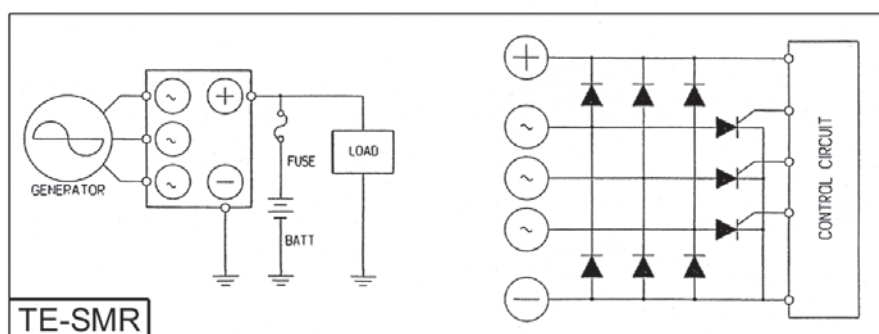 ~
+
~
~
−
GENERATOR
FUSE
BATT
LOAD
+
~
~
~
−
CONTROL CIRCUIT
TE-SMR